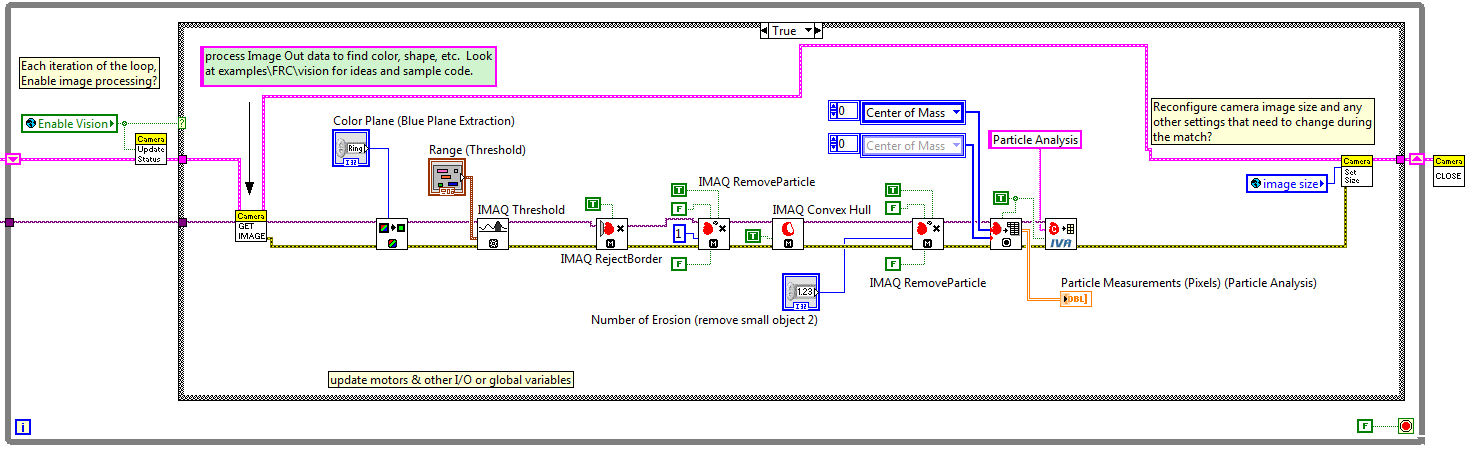 True
process Image Out data to find color, shape, etc.  Look
at examples\FRC\vision for ideas and sample code.
Each iteration of the loop,
Enable image processing?
Enable Vision
Camera
Update
Status
Color Plane (Blue Plane Extraction)
Ring
I32
Range (Threshold)
0
Center of Mass
0
Center of Mass
Particle Analysis
Reconfigure camera image size and any
other settings that need to change during
the match?
image size
Camera
Set
Size
Camera
CLOSE
Camera
GET
IMAGE
IMAQ Threshold
T
IMAQ RejectBorder
IMAQ RemoveParticle
T
F
1
F
IMAQ Convex Hull
T
T
F
F
IMAQ RemoveParticle
T
IVA
1.23
I32
Number of Erosion (remove small object 2)
Particle Measurements (Pixels) (Particle Analysis)
DBL
update motors & other I/O or global variables
i
F